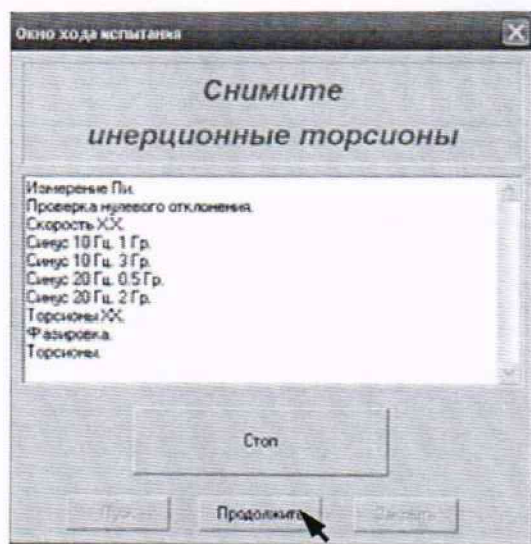 Окно хода испытания
Снимите
инерционные торсионы
Измерение Пи.
Проверка нулевого отклонения.
Скорость XX.
Синус 10 Гц. 1 Гр.
Синус 10 Гц. 3 Гр.
Синус 20 Гц. 0.5 Гр.
Синус 20 Гц. 2 Гр.
Торсионы XX.
Фазировка.
Торсионы.
Стоп
Продолжить